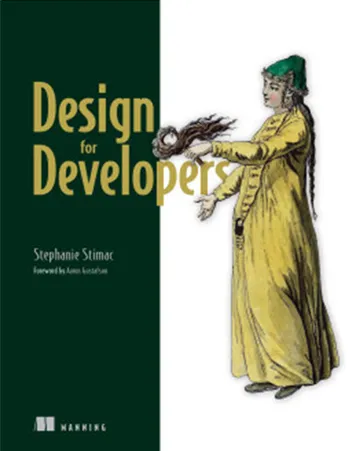 Design
for
Developers
Stephanie Stimac
Foreword by Aaron Gustafson
MANNING